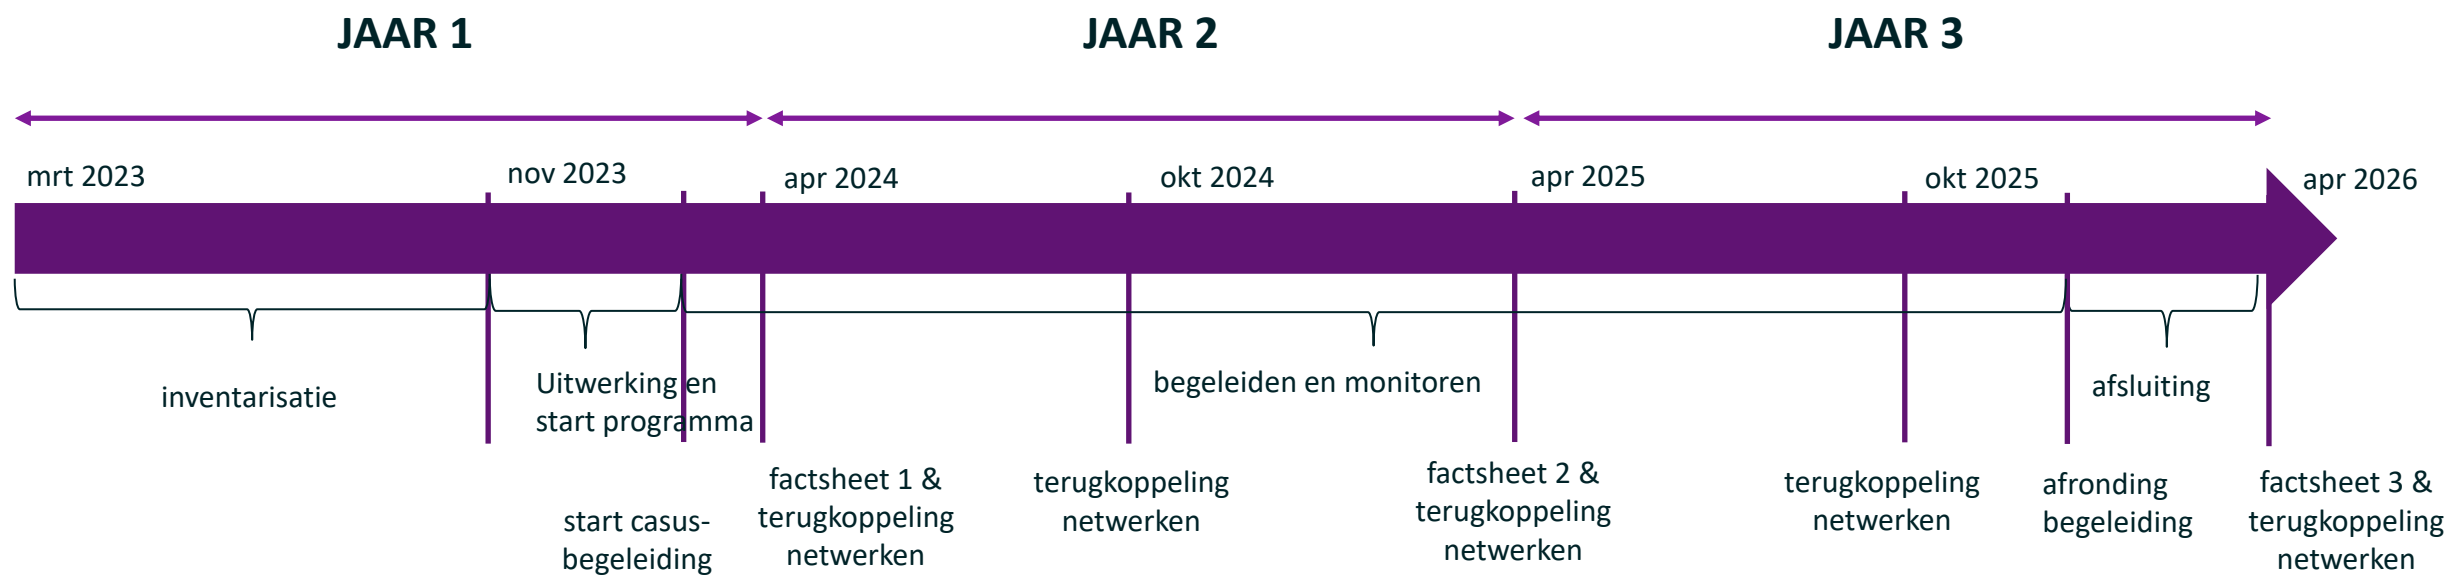 JAAR 1
JAAR 2
JAAR 3
mrt 2023
nov 2023
apr 2024
okt 2024
apr 2025
okt 2025
apr 2026
inventarisatie
Uitwerking en
start programma
begeleiden en monitoren
afsluiting
start casus-
begeleiding
factsheet 1 &
terugkoppeling
netwerken
terugkoppeling
netwerken
factsheet 2 &
terugkoppeling
netwerken
terugkoppeling
netwerken
afronding
begeleiding
factsheet 3 &
terugkoppeling
netwerken